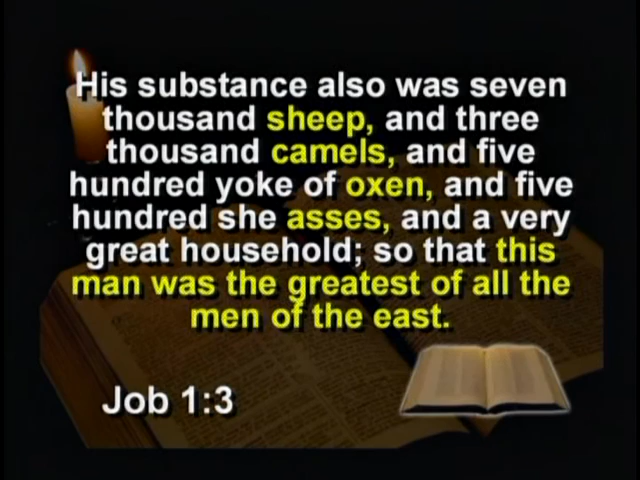 His substance also was seven
thousand sheep, and three
thousand camels, and five
hundred yoke of oxen, and five
hundred she asses, and a very
great household; so that this
man was the greatest of all the
men of the east.
Job 1:3